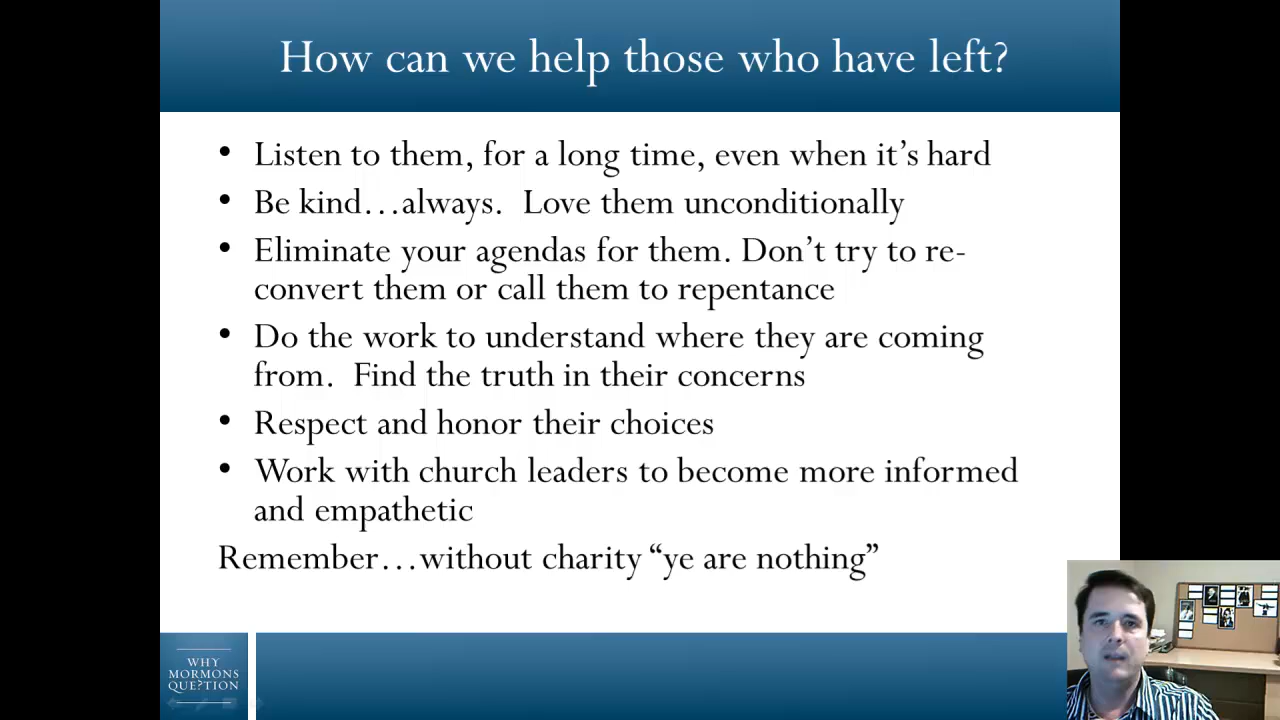 How can we help those who have left?
• Listen to them, for a long time, even when it’s hard
• Be kind…always. Love them unconditionally
• Eliminate your agendas for them. Don’t try to re-
convert them or call them to repentance
• Do the work to understand where they are coming
from. Find the truth in their concerns
• Respect and honor their choices
• Work with church leaders to become more informed
and empathetic
Remember…without charity “ye are nothing”
WHY
MORMONS
QUE?TION